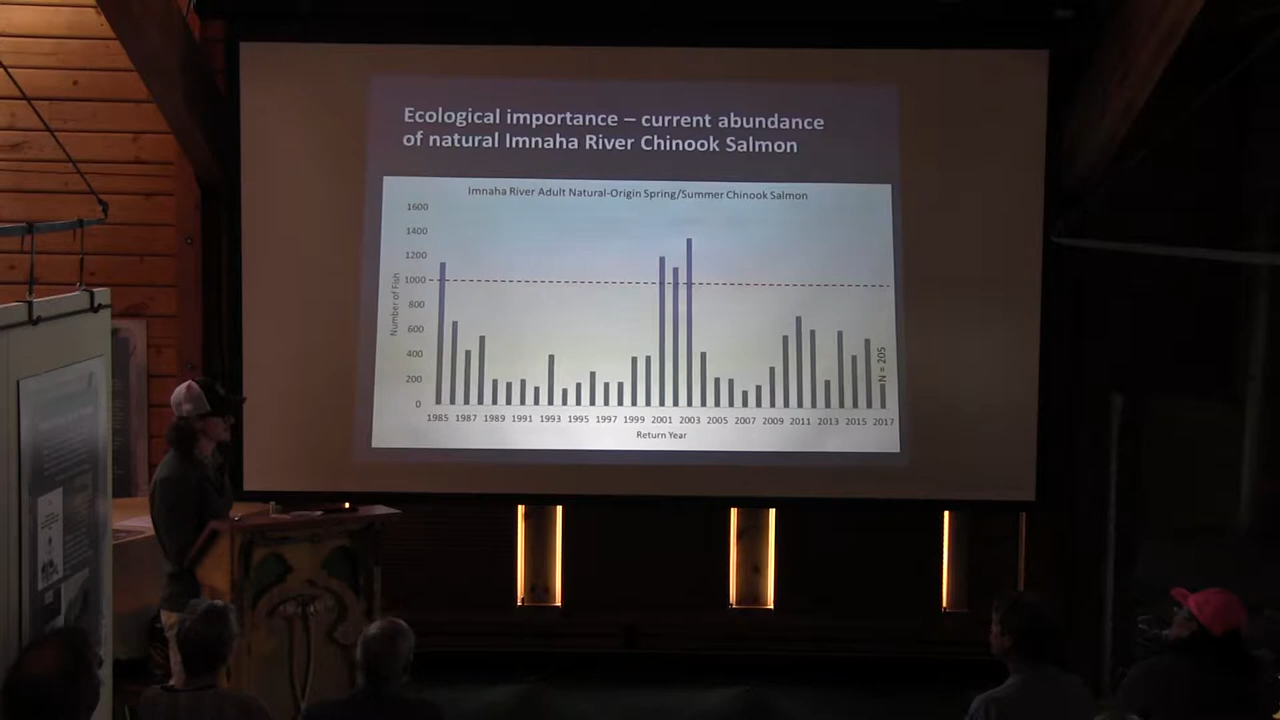 Ecological importance – current abundance
of natural Imnaha River Chinook Salmon
Imnaha River Adult Natural-Origin Spring/Summer Chinook Salmon
1600
1400
1200
1000
800
600
400
200
0
Number of Fish
N = 205
1985 1987 1989 1991 1993 1995 1997 1999 2001 2003 2005 2007 2009 2011 2013 2015 2017
Return Year